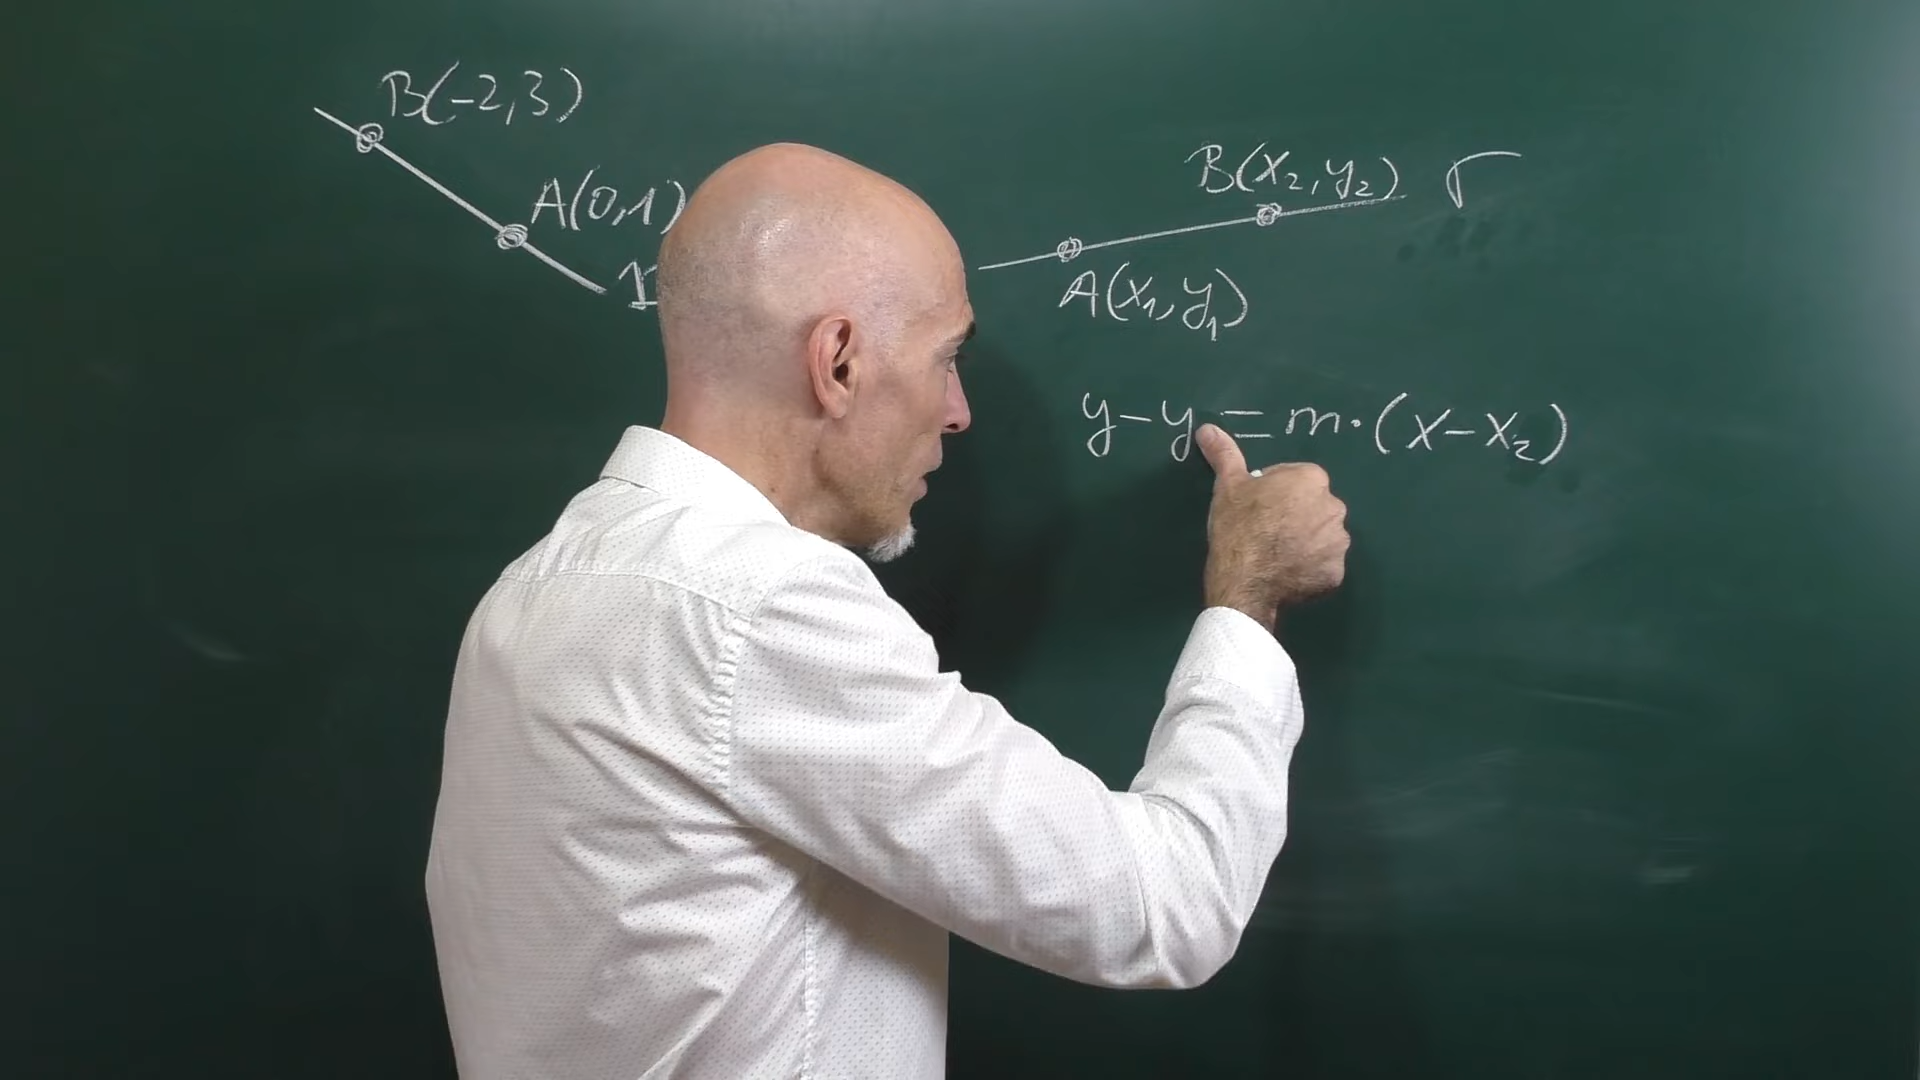 B(-2,3)
A(0,1)
B(x₂,y₂) r
A(x₁,y₁)
y-y = m·(x-x₂)